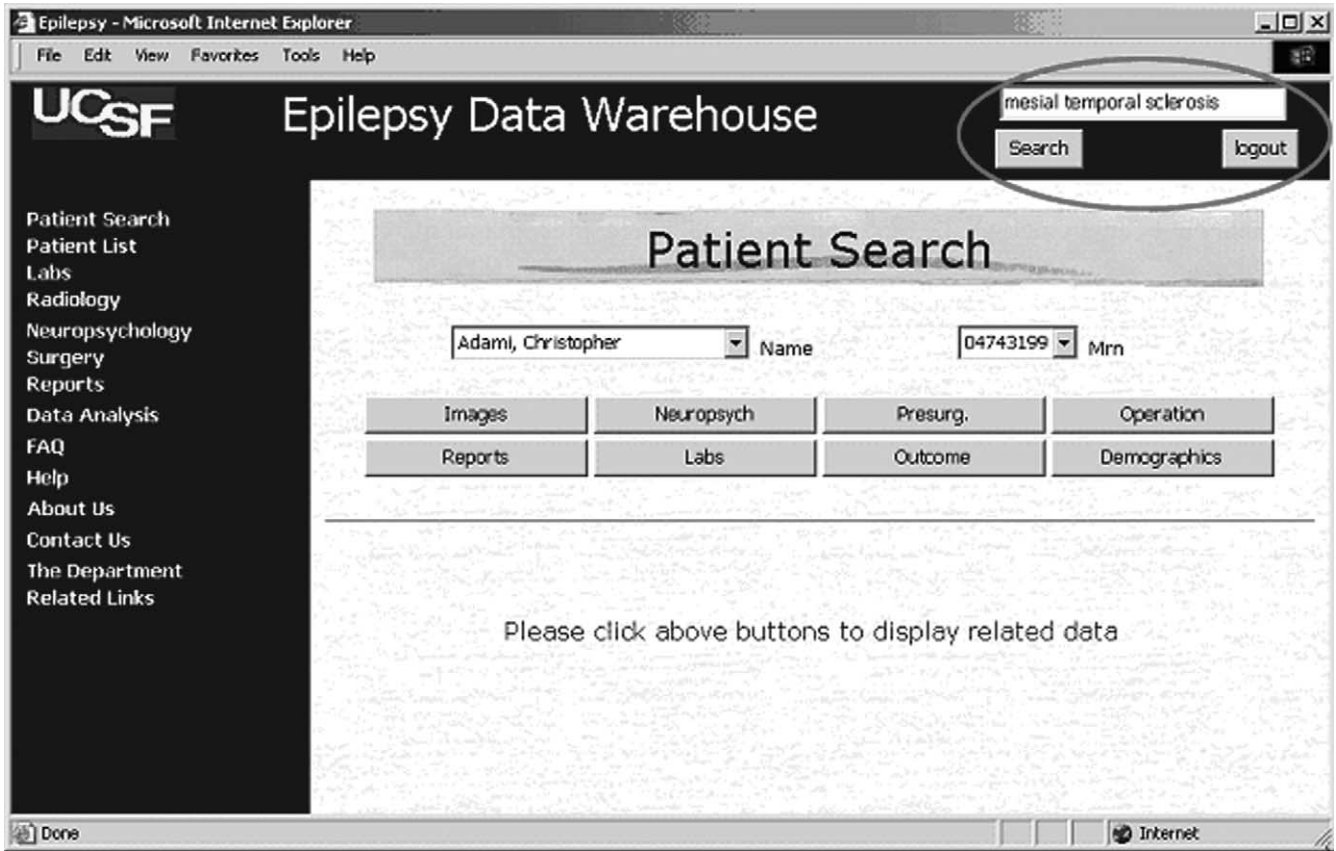 Epilepsy - Microsoft Internet Explorer
File Edit View Favorites Tools Help
UCSF
Epilepsy Data Warehouse
mesial temporal sclerosis
Search logout
Patient Search
Patient List
Labs
Radiology
Neuropsychology
Surgery
Reports
Data Analysis
FAQ
Help
About Us
Contact Us
The Department
Related Links
Patient Search
Adami, Christopher Name 04743199 Mrn
Images Neuropsych Presurg. Operation
Reports Labs Outcome Demographics
Please click above buttons to display related data
Done Internet